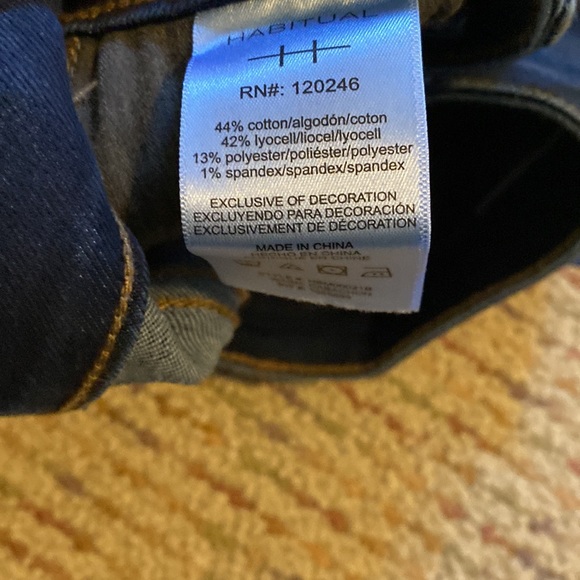 HABITUAL
RN#: 120246
44% cotton/algodón/coton
42% lyocell/liocel/lyocell
13% polyester/poliéster/polyester
1% spandex/spandex/spandex
EXCLUSIVE OF DECORATION
EXCLUYENDO PARA DECORACIÓN
EXCLUSIVEMENT DE DÉCORATION
MADE IN CHINA
HECHO EN CHINA